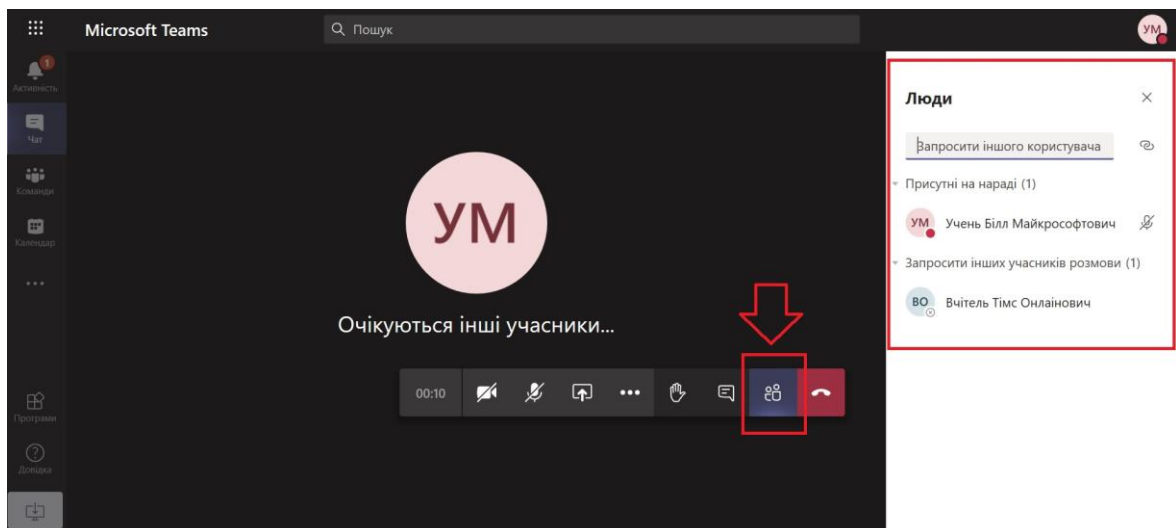 Microsoft Teams
Пошук
УМ
1
Активність
Чат
Команди
Календар
Програми
Довідка
УМ
Очікуються інші учасники...
00:10
Люди
Запросити іншого користувача
Присутні на нараді (1)
УМ Учень Білл Майкрософтович
Запросити інших учасників розмови (1)
ВО Вчітель Тімс Онлаінович